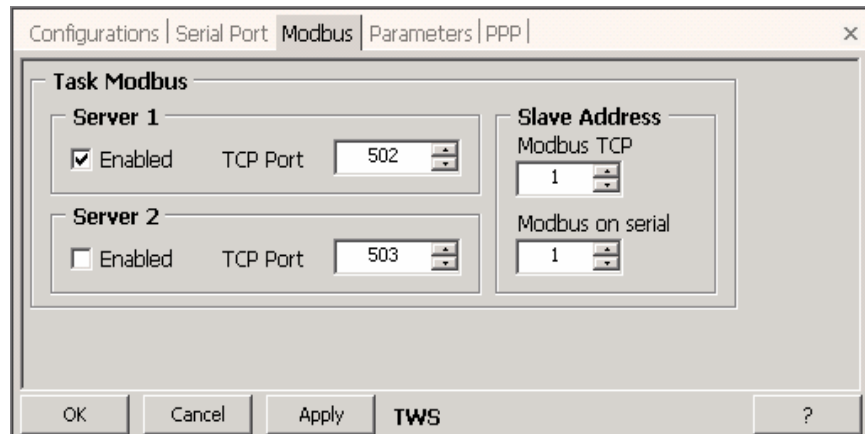 Configurations | Serial Port Modbus Parameters | PPP | ×
Task Modbus
Server 1
Enabled TCP Port 502
Server 2
Enabled TCP Port 503
Slave Address
Modbus TCP
1
Modbus on serial
1
OK Cancel Apply TWS ?